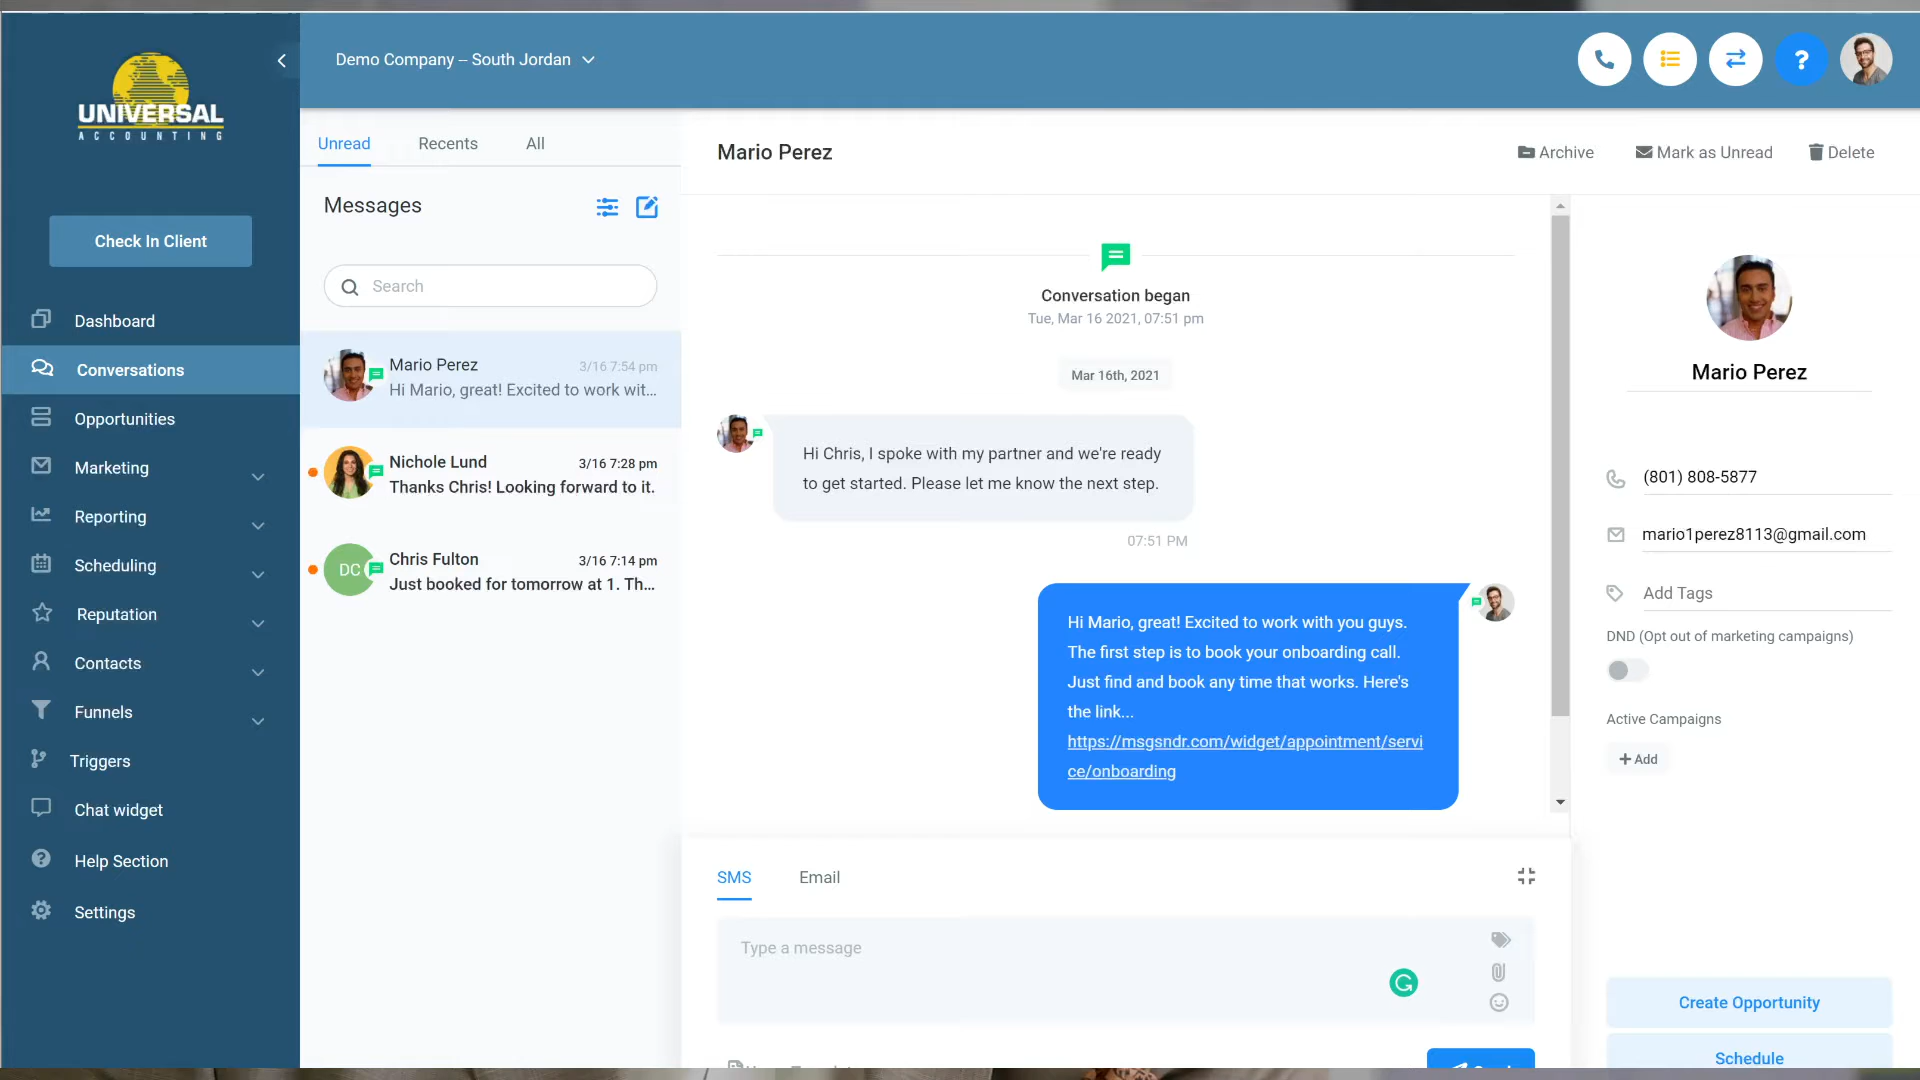 UNIVERSAL
ACCOUNTING
Check In Client
Dashboard
Conversations
Opportunities
Marketing
Reporting
Scheduling
Reputation
Contacts
Funnels
Triggers
Chat widget
Help Section
Settings
Demo Company – South Jordan
?
Unread Recents All
Messages
Search
Mario Perez 3/16 7:54 pm
Hi Mario, great! Excited to work wit...
Nichole Lund 3/16 7:28 pm
Thanks Chris! Looking forward to it.
DC
Chris Fulton 3/16 7:14 pm
Just booked for tomorrow at 1. Th...
Mario Perez
Archive Mark as Unread Delete
Conversation began
Tue, Mar 16 2021, 07:51 pm
Mar 16th, 2021
Hi Chris, I spoke with my partner and we're ready
to get started. Please let me know the next step.
07:51 PM
Hi Mario, great! Excited to work with you guys.
The first step is to book your onboarding call.
Just find and book any time that works. Here's
the link...
https://msgsndr.com/widget/appointment/servi
ce/onboarding
SMS Email
Type a message
Mario Perez
(801) 808-5877
mario1perez8113@gmail.com
Add Tags
DND (Opt out of marketing campaigns)
Active Campaigns
+ Add
Create Opportunity
Schedule